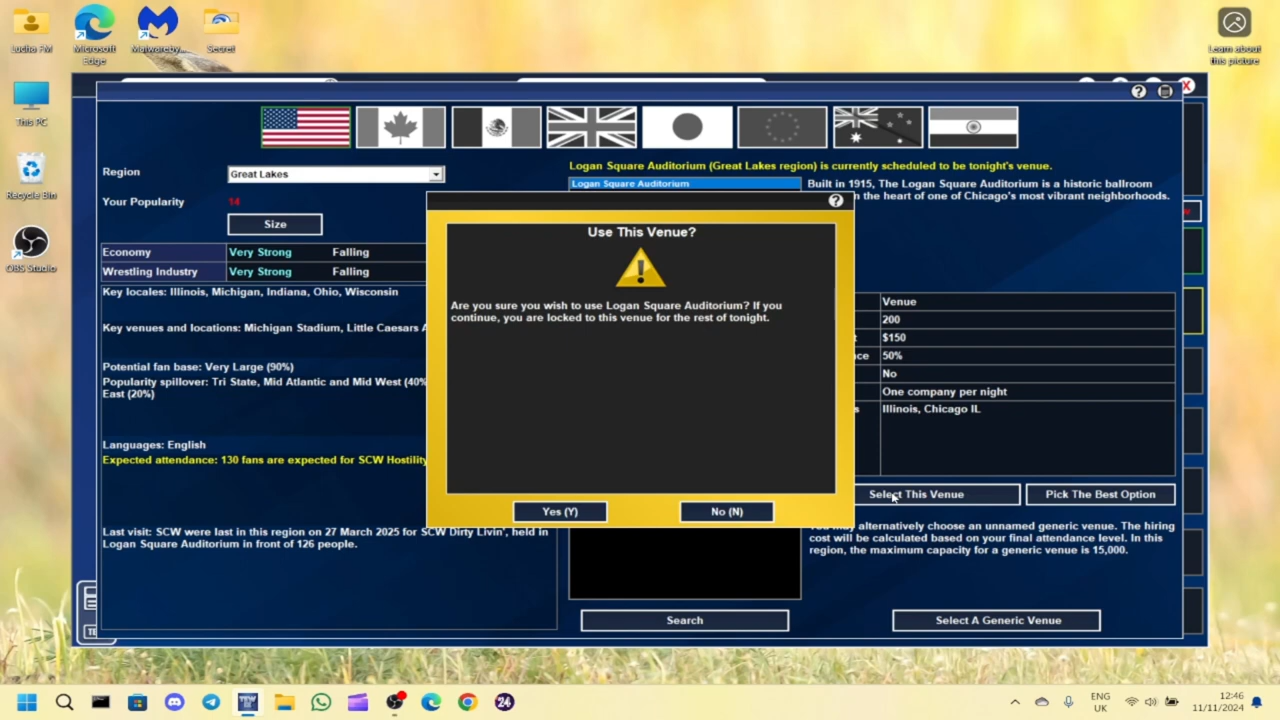 Lucha FM
Microsoft Edge
Malwareby...
Secret
Learn about this picture
This PC
Recycle Bin
OBS Studio
X
Region
Great Lakes
Your Popularity
14
Size
Economy
Very Strong
Falling
Wrestling Industry
Very Strong
Falling
Key locales: Illinois, Michigan, Indiana, Ohio, Wisconsin
Key venues and locations: Michigan Stadium, Little Caesars A
Potential fan base: Very Large (90%)
Popularity spillover: Tri State, Mid Atlantic and Mid West (40%
East (20%)
Languages: English
Expected attendance: 130 fans are expected for SCW Hostility
Last visit: SCW were last in this region on 27 March 2025 for SCW Dirty Livin', held in
Logan Square Auditorium in front of 126 people.
Logan Square Auditorium (Great Lakes region) is currently scheduled to be tonight's venue.
Logan Square Auditorium
Built in 1915, The Logan Square Auditorium is a historic ballroom
n the heart of one of Chicago's most vibrant neighborhoods.
?
?
Use This Venue?
Are you sure you wish to use Logan Square Auditorium? If you
continue, you are locked to this venue for the rest of tonight.
Yes (Y)
No (N)
Venue
200
t
$150
ce
50%
No
One company per night
s
Illinois, Chicago IL
Select This Venue
Pick The Best Option
You may alternatively choose an unnamed generic venue. The hiring
cost will be calculated based on your final attendance level. In this
region, the maximum capacity for a generic venue is 15,000.
Search
Select A Generic Venue
TE
TEW
24
ENG
UK
12:46
11/11/2024